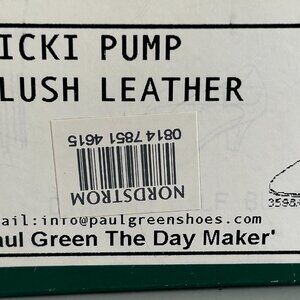 ICKI PUMP
LUSH LEATHER
0814 7851 4615
NORDSTROM
ail:info@paulgreenshoes.com
aul Green The Day Maker'